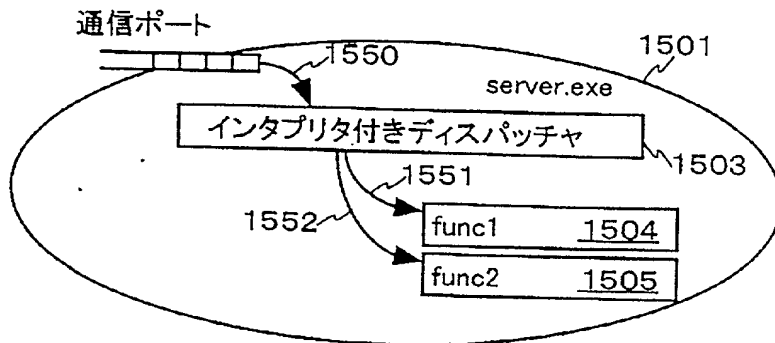 通信ポート
1550
1501
server.exe
インタプリタ付きディスパッチャ
1503
1551
1552
func1 1504
func2 1505